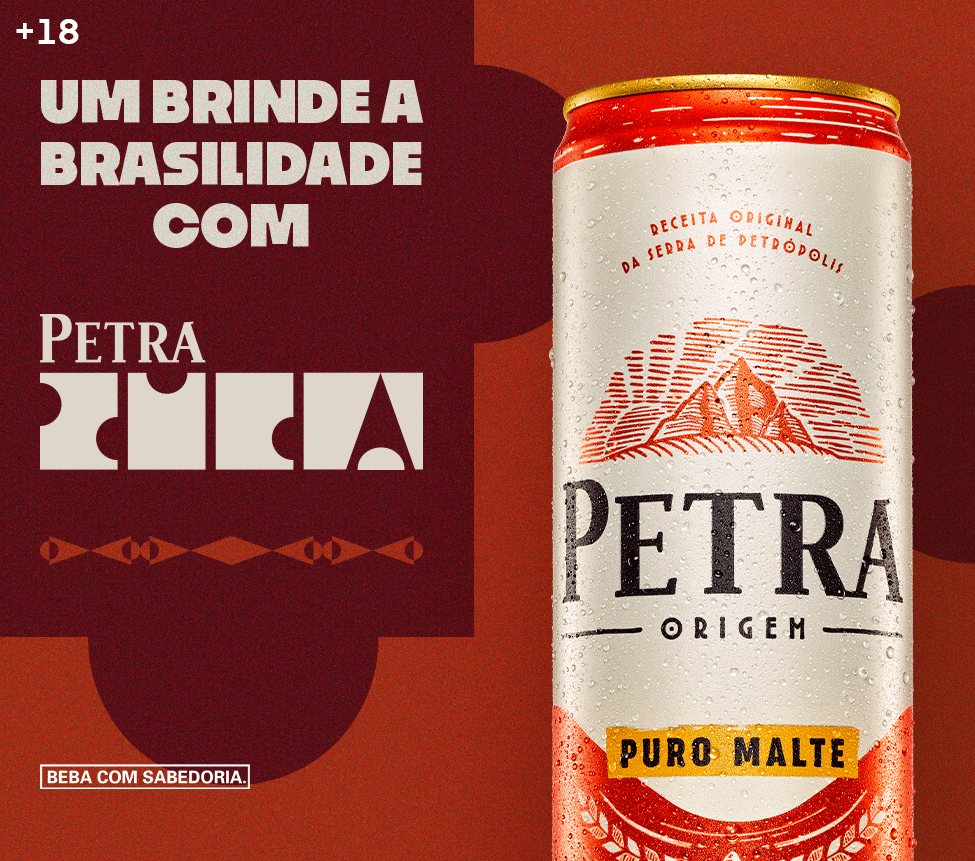 +18
UM BRINDE A
BRASILIDADE
COM
PETRA
ZUCA
BEBA COM SABEDORIA.
RECEITA ORIGINAL
DA SERRA DE PETRÓPOLIS
PETRA
ORIGEM
PURO MALTE